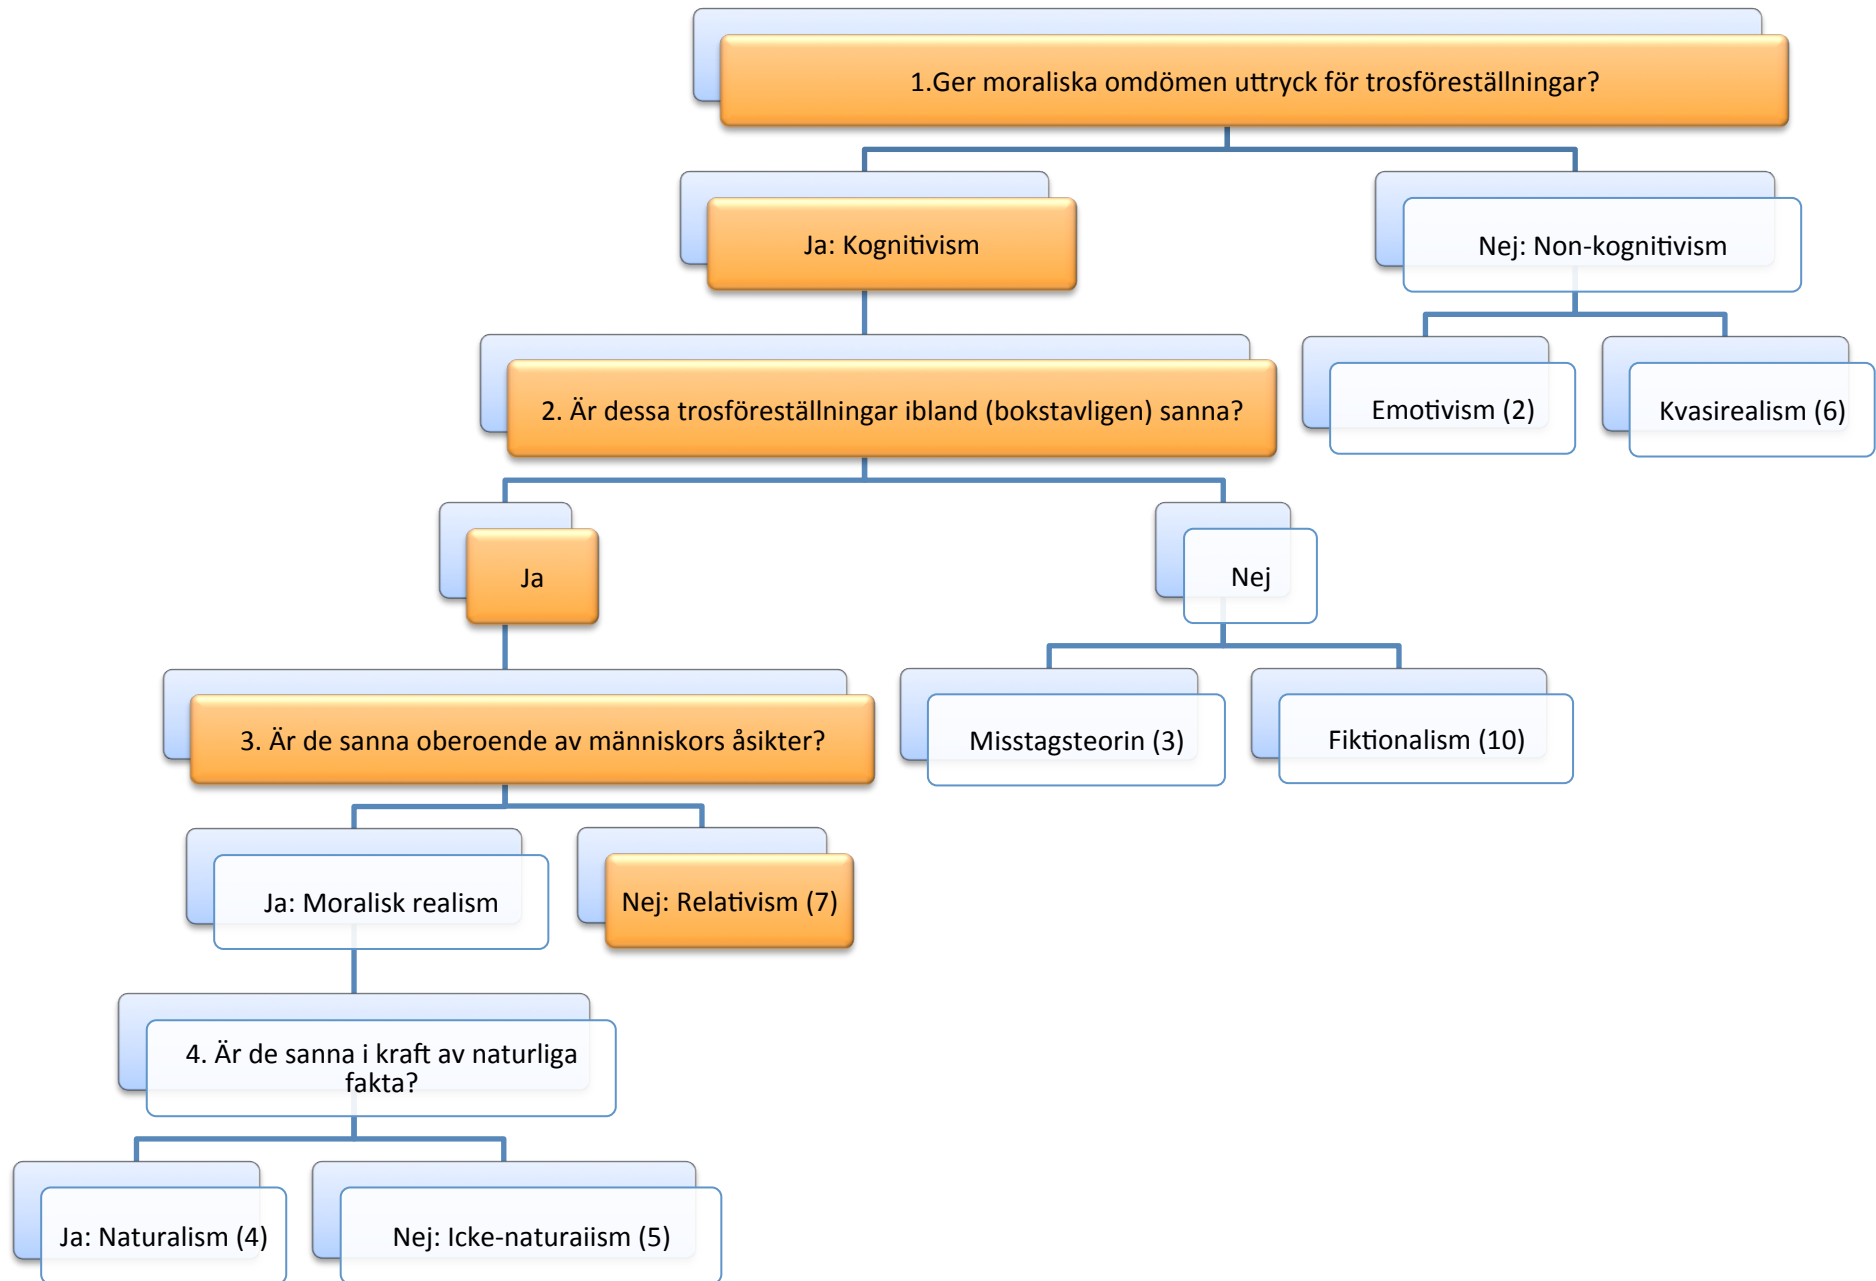 1.Ger moraliska omdömen uttryck för trosföreställningar?
Ja: Kognitivism
Nej: Non-kognitivism
2. Är dessa trosföreställningar ibland (bokstavligen) sanna?
Emotivism (2)
Kvasirealism (6)
Ja
Nej
3. Är de sanna oberoende av människors åsikter?
Misstagsteorin (3)
Fiktionalism (10)
Ja: Moralisk realism
Nej: Relativism (7)
4. Är de sanna i kraft av naturliga
fakta?
Ja: Naturalism (4)
Nej: Icke-naturaiism (5)